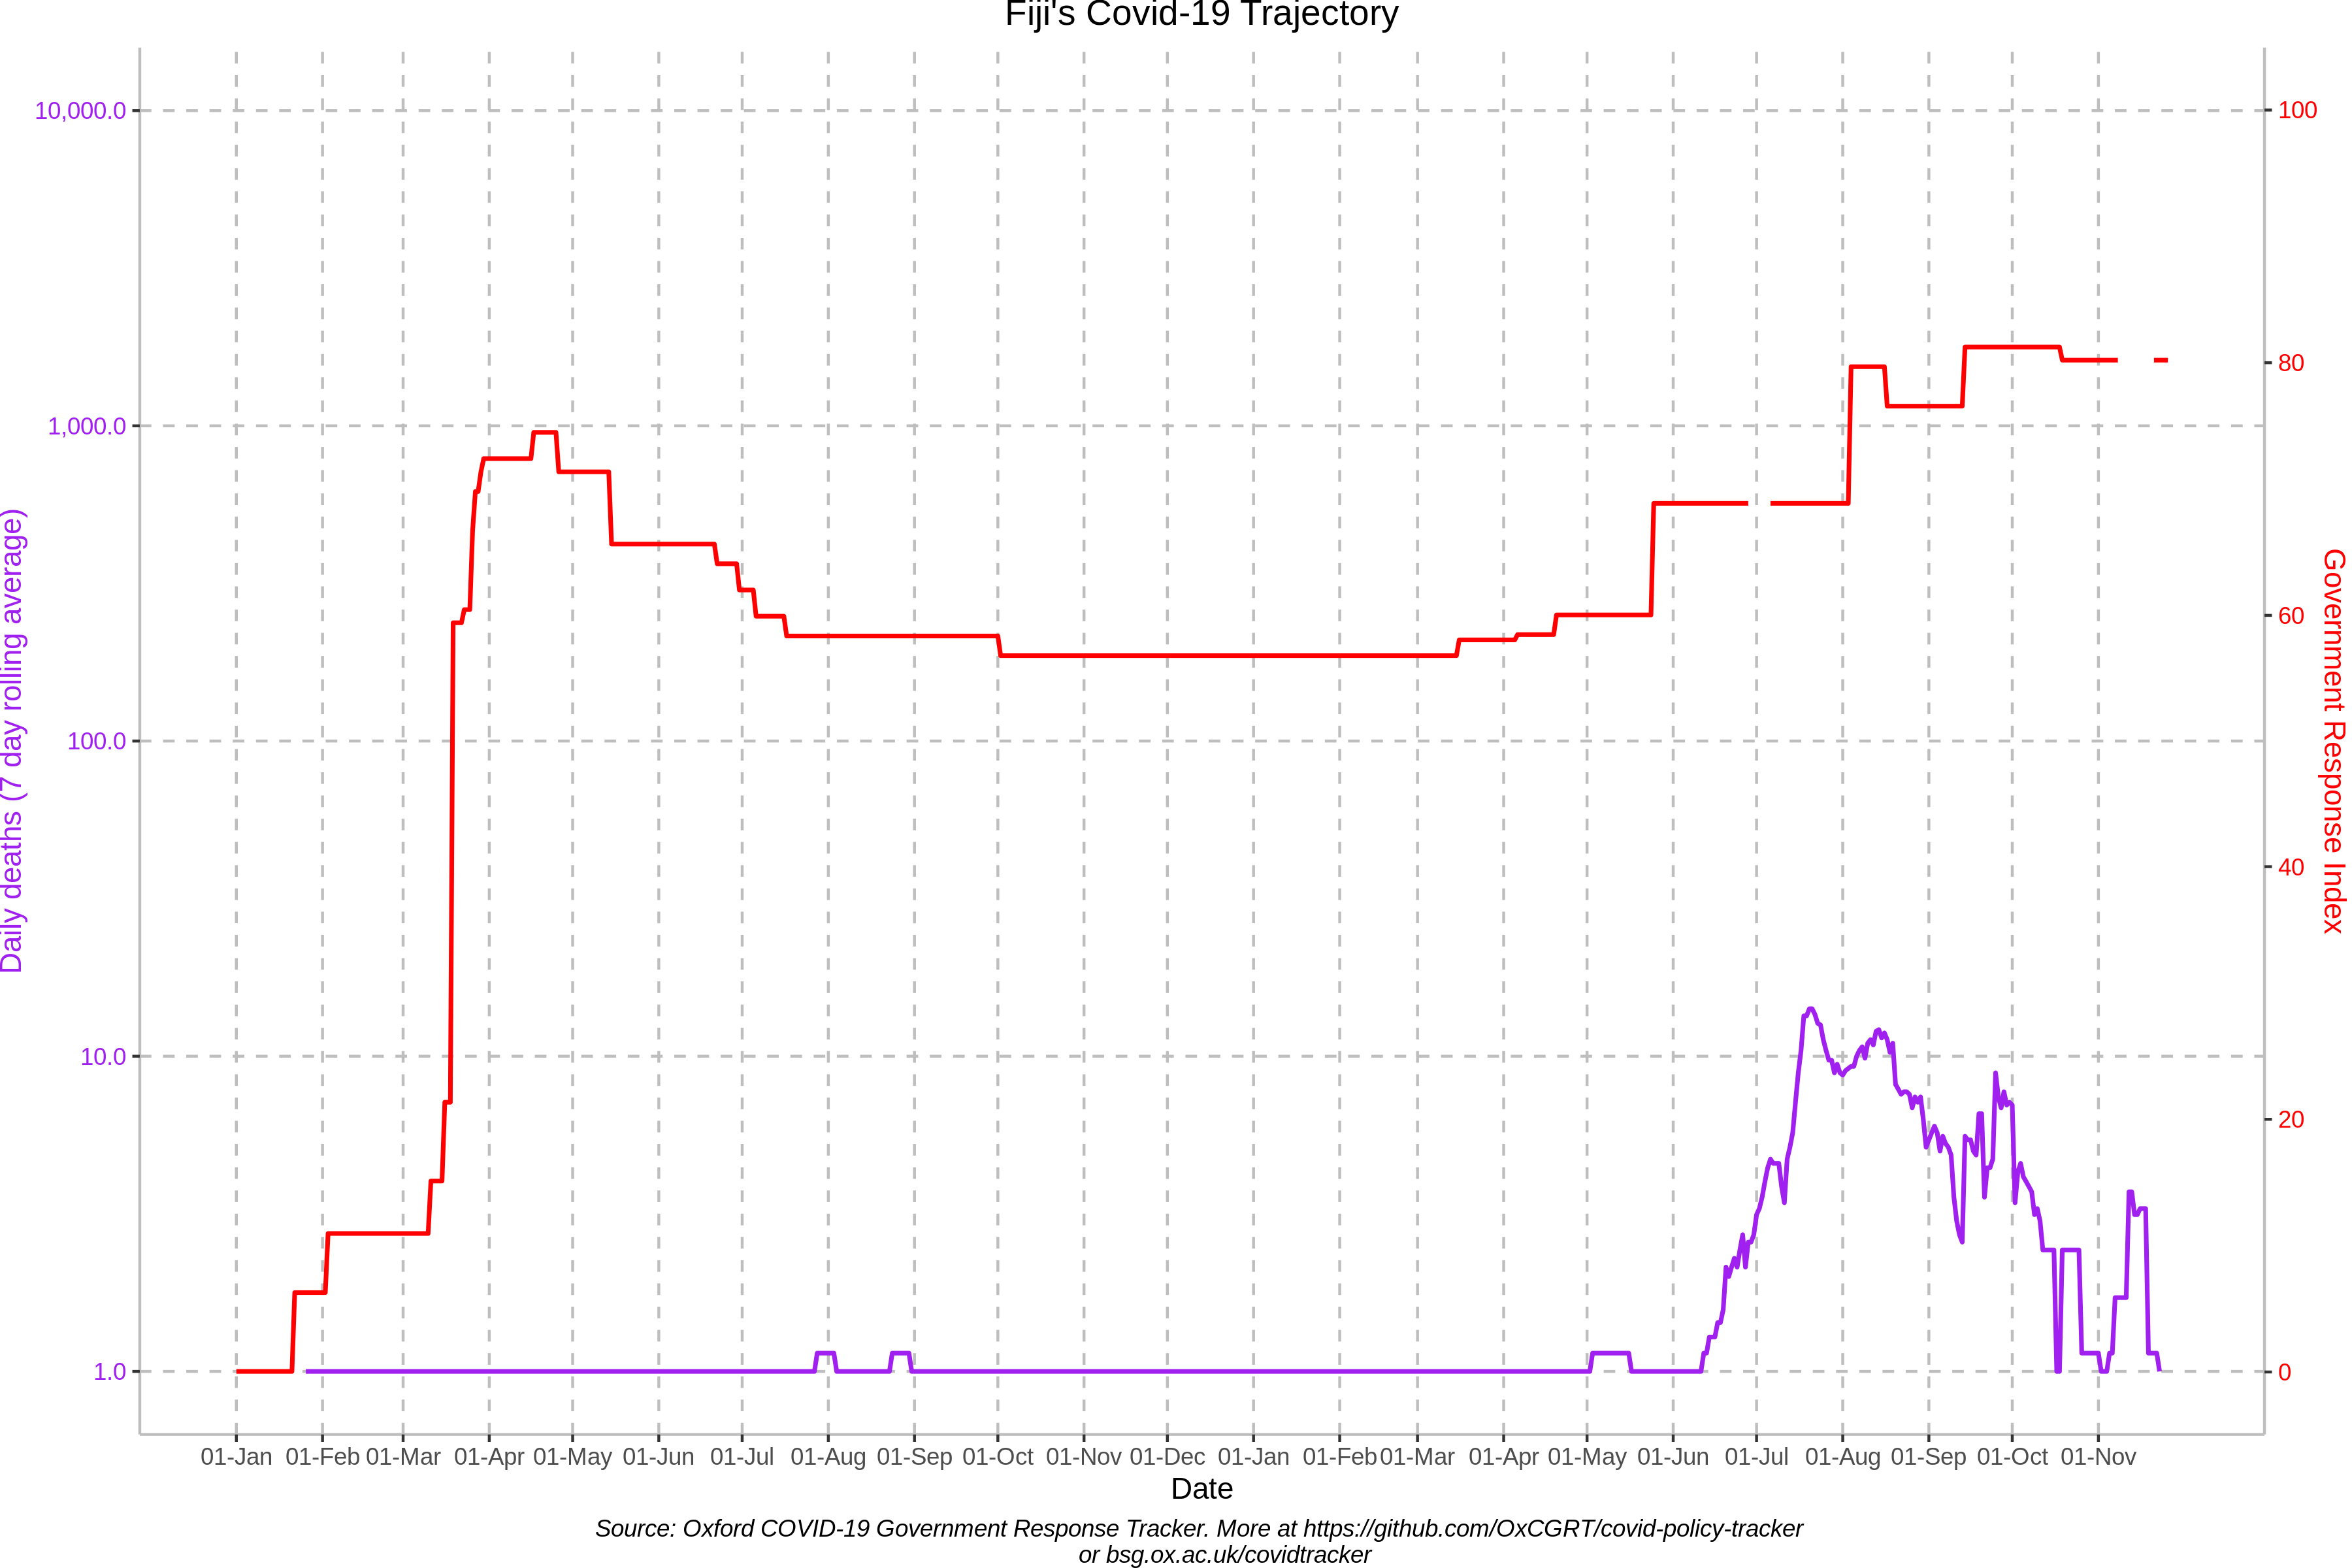 Fiji's Covid-19 Trajectory
10,000.0
1,000.0
100.0
10.0
1.0
Daily deaths (7 day rolling average)
100
80
60
40
20
0
Government Response Index
01-Jan 01-Feb 01-Mar 01-Apr 01-May 01-Jun 01-Jul 01-Aug 01-Sep 01-Oct 01-Nov 01-Dec 01-Jan 01-Feb 01-Mar 01-Apr 01-May 01-Jun 01-Jul 01-Aug 01-Sep 01-Oct 01-Nov
Date
Source: Oxford COVID-19 Government Response Tracker. More at https://github.com/OxCGRT/covid-policy-tracker
or bsg.ox.ac.uk/covidtracker